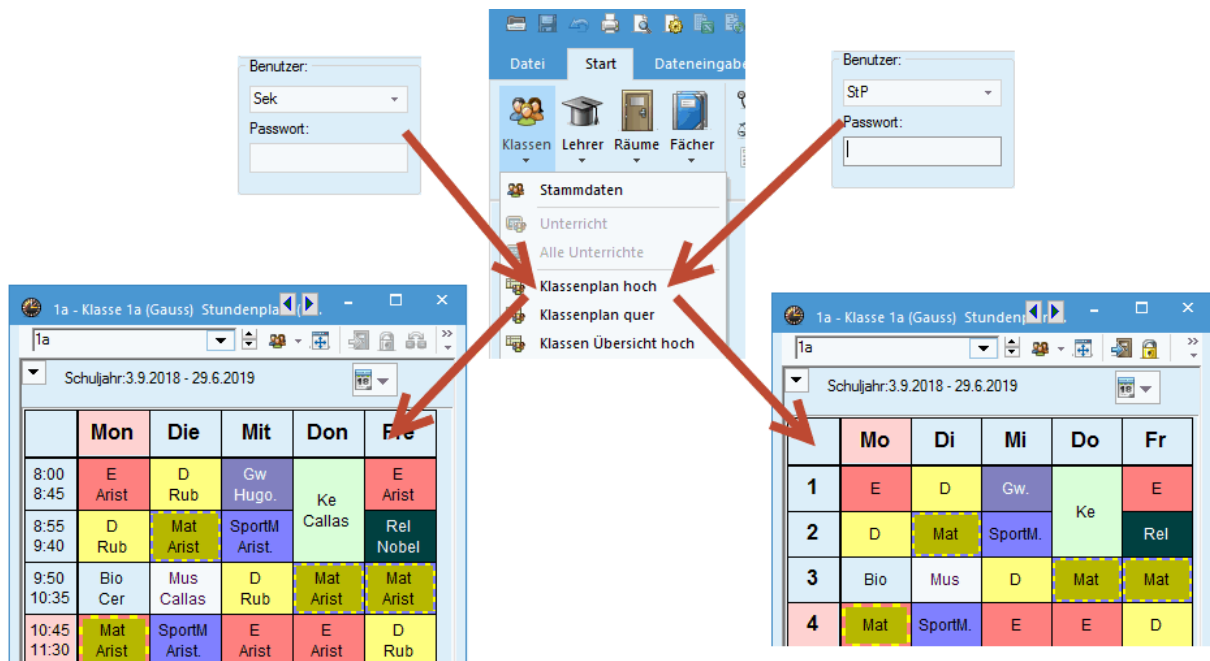 Datei Start Dateneingabe
Benutzer:
Sek
Passwort:
Benutzer:
StP
Passwort:
Klassen Lehrer Räume Fächer
Stammdaten
Unterricht
Alle Unterrichte
Klassenplan hoch
Klassenplan quer
Klassen Übersicht hoch
1a - Klasse 1a (Gauss) Stundenpla
1a
Schuljahr:3.9.2018 - 29.6.2019
18
Mon Die Mit Don Fre
8:00 E D Gw Ke E
8:45 Arist Rub Hugo. Callas Arist
8:55 D Mat SportM Rel
9:40 Rub Arist Arist. Nobel
9:50 Bio Mus D Mat Mat
10:35 Cer Callas Rub Arist Arist
10:45 Mat SportM E E D
11:30 Arist Arist. Arist Arist Rub
1a - Klasse 1a (Gauss) Stunden
1a
Schuljahr:3.9.2018 - 29.6.2019
18
Mo Di Mi Do Fr
1 E D Gw. Ke E
2 D Mat SportM. Rel
3 Bio Mus D Mat Mat
4 Mat SportM. E E D